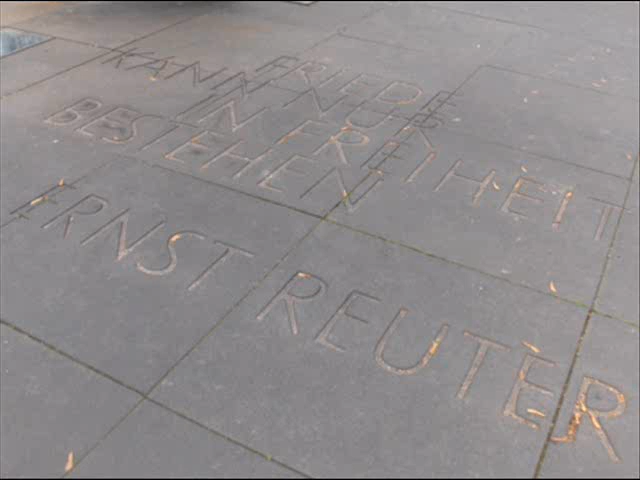 FRIEDE
KANN NUR
IN FREIHEIT
BESTEHEN
ERNST REUTER